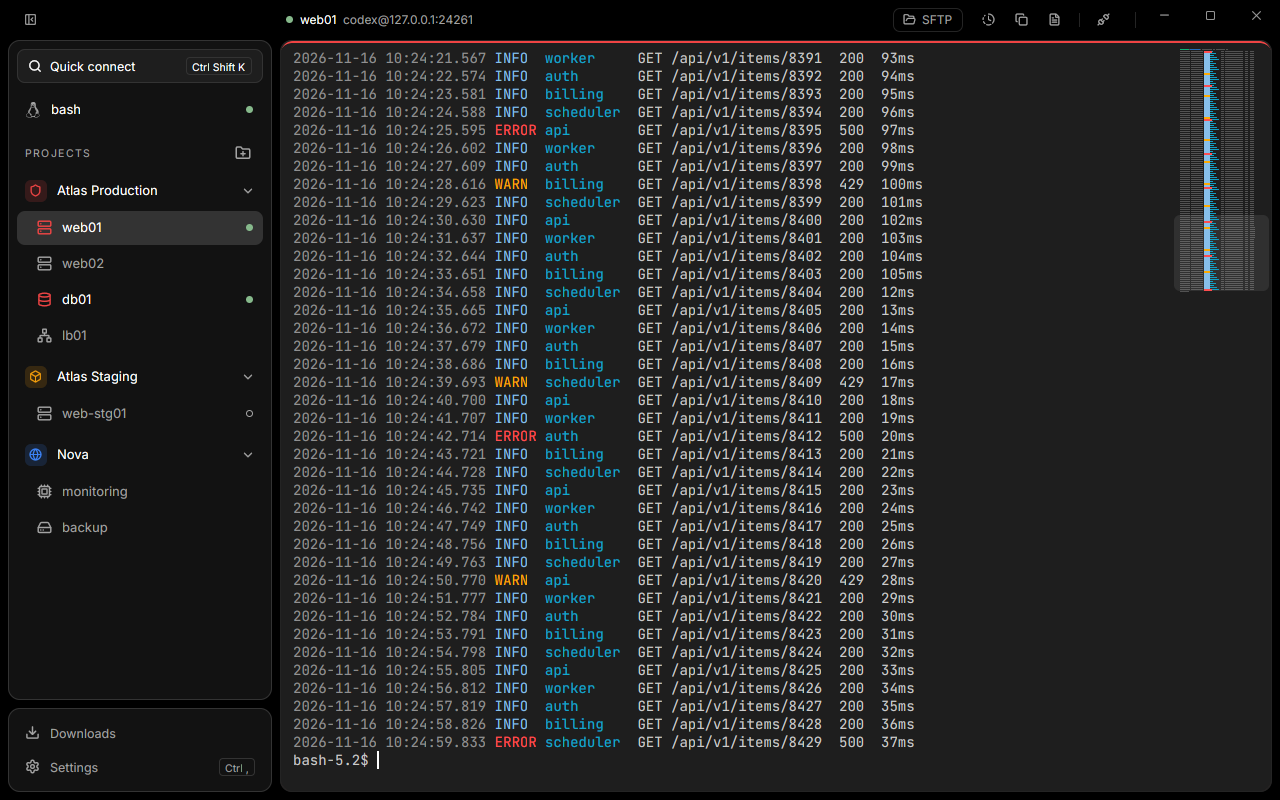 web01 codex@127.0.0.1:24261
SFTP
Quick connect Ctrl Shift K
bash
PROJECTS
Atlas Production
web01
web02
db01
lb01
Atlas Staging
web-stg01
Nova
monitoring
backup
Downloads
Settings Ctrl ,
2026-11-16 10:24:21.567 INFO worker GET /api/v1/items/8391 200 93ms
2026-11-16 10:24:22.574 INFO auth GET /api/v1/items/8392 200 94ms
2026-11-16 10:24:23.581 INFO billing GET /api/v1/items/8393 200 95ms
2026-11-16 10:24:24.588 INFO scheduler GET /api/v1/items/8394 200 96ms
2026-11-16 10:24:25.595 ERROR api GET /api/v1/items/8395 500 97ms
2026-11-16 10:24:26.602 INFO worker GET /api/v1/items/8396 200 98ms
2026-11-16 10:24:27.609 INFO auth GET /api/v1/items/8397 200 99ms
2026-11-16 10:24:28.616 WARN billing GET /api/v1/items/8398 429 100ms
2026-11-16 10:24:29.623 INFO scheduler GET /api/v1/items/8399 200 101ms
2026-11-16 10:24:30.630 INFO api GET /api/v1/items/8400 200 102ms
2026-11-16 10:24:31.637 INFO worker GET /api/v1/items/8401 200 103ms
2026-11-16 10:24:32.644 INFO auth GET /api/v1/items/8402 200 104ms
2026-11-16 10:24:33.651 INFO billing GET /api/v1/items/8403 200 105ms
2026-11-16 10:24:34.658 INFO scheduler GET /api/v1/items/8404 200 12ms
2026-11-16 10:24:35.665 INFO api GET /api/v1/items/8405 200 13ms
2026-11-16 10:24:36.672 INFO worker GET /api/v1/items/8406 200 14ms
2026-11-16 10:24:37.679 INFO auth GET /api/v1/items/8407 200 15ms
2026-11-16 10:24:38.686 INFO billing GET /api/v1/items/8408 200 16ms
2026-11-16 10:24:39.693 WARN scheduler GET /api/v1/items/8409 429 17ms
2026-11-16 10:24:40.700 INFO api GET /api/v1/items/8410 200 18ms
2026-11-16 10:24:41.707 INFO worker GET /api/v1/items/8411 200 19ms
2026-11-16 10:24:42.714 ERROR auth GET /api/v1/items/8412 500 20ms
2026-11-16 10:24:43.721 INFO billing GET /api/v1/items/8413 200 21ms
2026-11-16 10:24:44.728 INFO scheduler GET /api/v1/items/8414 200 22ms
2026-11-16 10:24:45.735 INFO api GET /api/v1/items/8415 200 23ms
2026-11-16 10:24:46.742 INFO worker GET /api/v1/items/8416 200 24ms
2026-11-16 10:24:47.749 INFO auth GET /api/v1/items/8417 200 25ms
2026-11-16 10:24:48.756 INFO billing GET /api/v1/items/8418 200 26ms
2026-11-16 10:24:49.763 INFO scheduler GET /api/v1/items/8419 200 27ms
2026-11-16 10:24:50.770 WARN api GET /api/v1/items/8420 429 28ms
2026-11-16 10:24:51.777 INFO worker GET /api/v1/items/8421 200 29ms
2026-11-16 10:24:52.784 INFO auth GET /api/v1/items/8422 200 30ms
2026-11-16 10:24:53.791 INFO billing GET /api/v1/items/8423 200 31ms
2026-11-16 10:24:54.798 INFO scheduler GET /api/v1/items/8424 200 32ms
2026-11-16 10:24:55.805 INFO api GET /api/v1/items/8425 200 33ms
2026-11-16 10:24:56.812 INFO worker GET /api/v1/items/8426 200 34ms
2026-11-16 10:24:57.819 INFO auth GET /api/v1/items/8427 200 35ms
2026-11-16 10:24:58.826 INFO billing GET /api/v1/items/8428 200 36ms
2026-11-16 10:24:59.833 ERROR scheduler GET /api/v1/items/8429 500 37ms
bash-5.2$